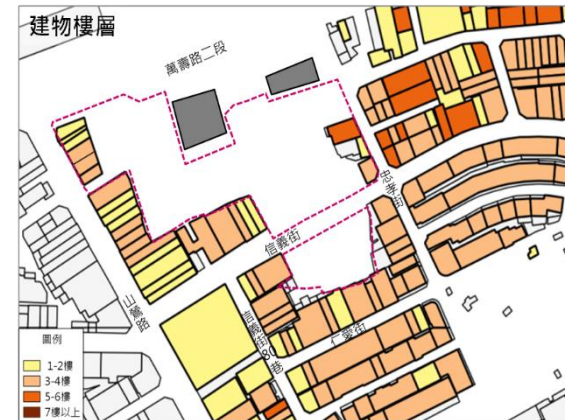 建物樓層
萬壽路二段
忠孝街
信義街
山鶯路
信義街80巷
仁愛街
圖例
1-2樓
3-4樓
5-6樓
7樓以上